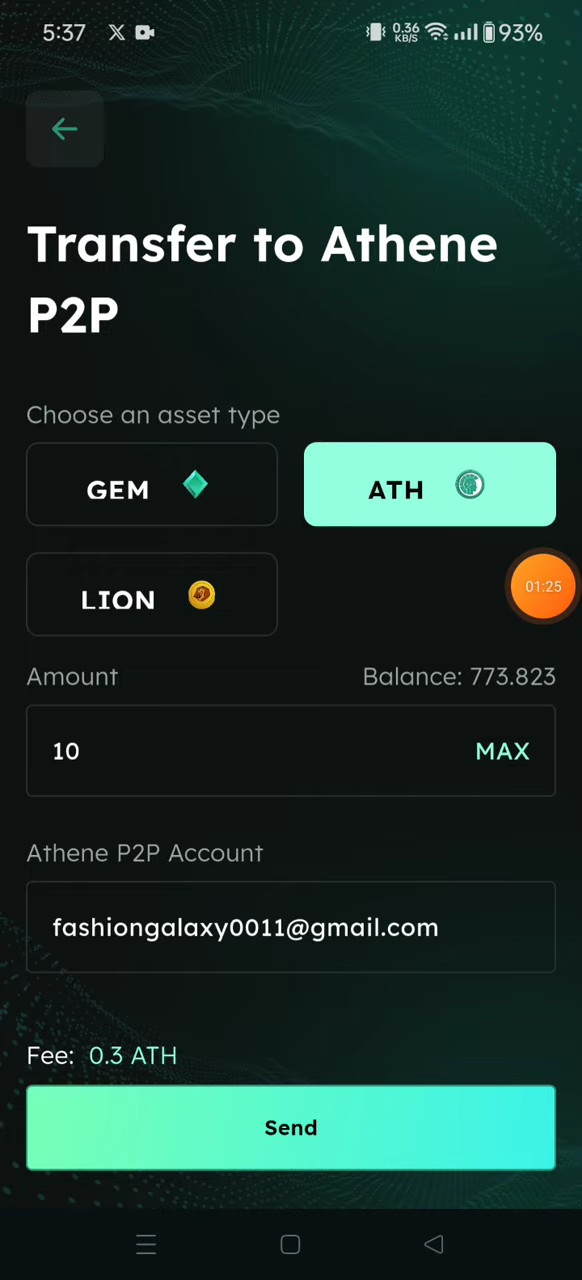 5:37 X 0.36 KB/S 93%
Transfer to Athene
P2P
Choose an asset type
GEM ATH
LION
01:25
Amount Balance: 773.823
10 MAX
Athene P2P Account
fashiongalaxy0011@gmail.com
Fee: 0.3 ATH
Send